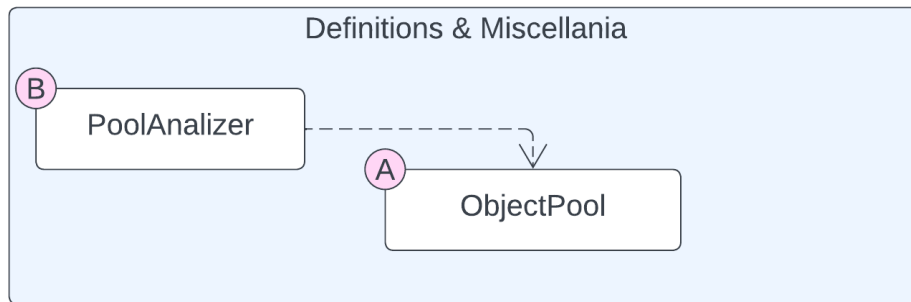 Definitions & Miscellania
B
PoolAnalizer
A
ObjectPool